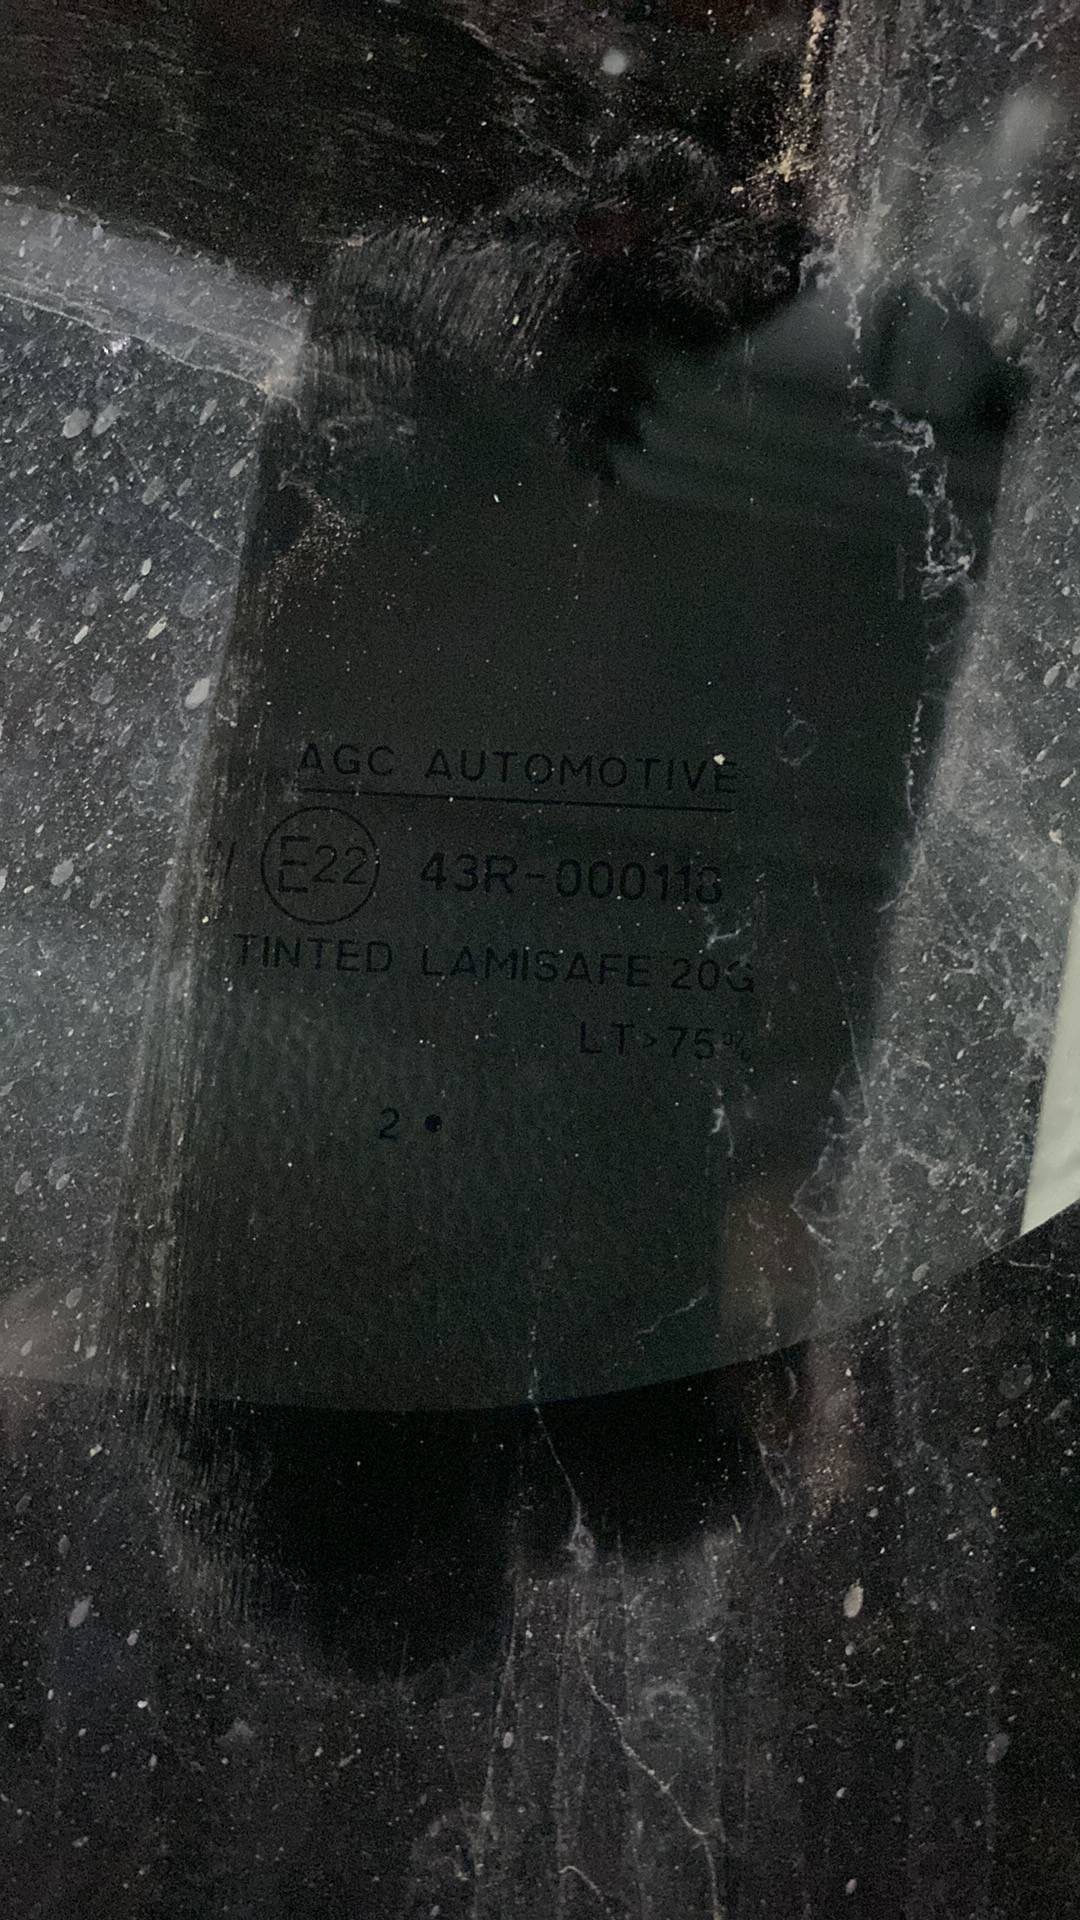 AGC AUTOMOTIVE
E22 43R-000118
TINTED LAMISAFE 20G
LT>75%
2 •